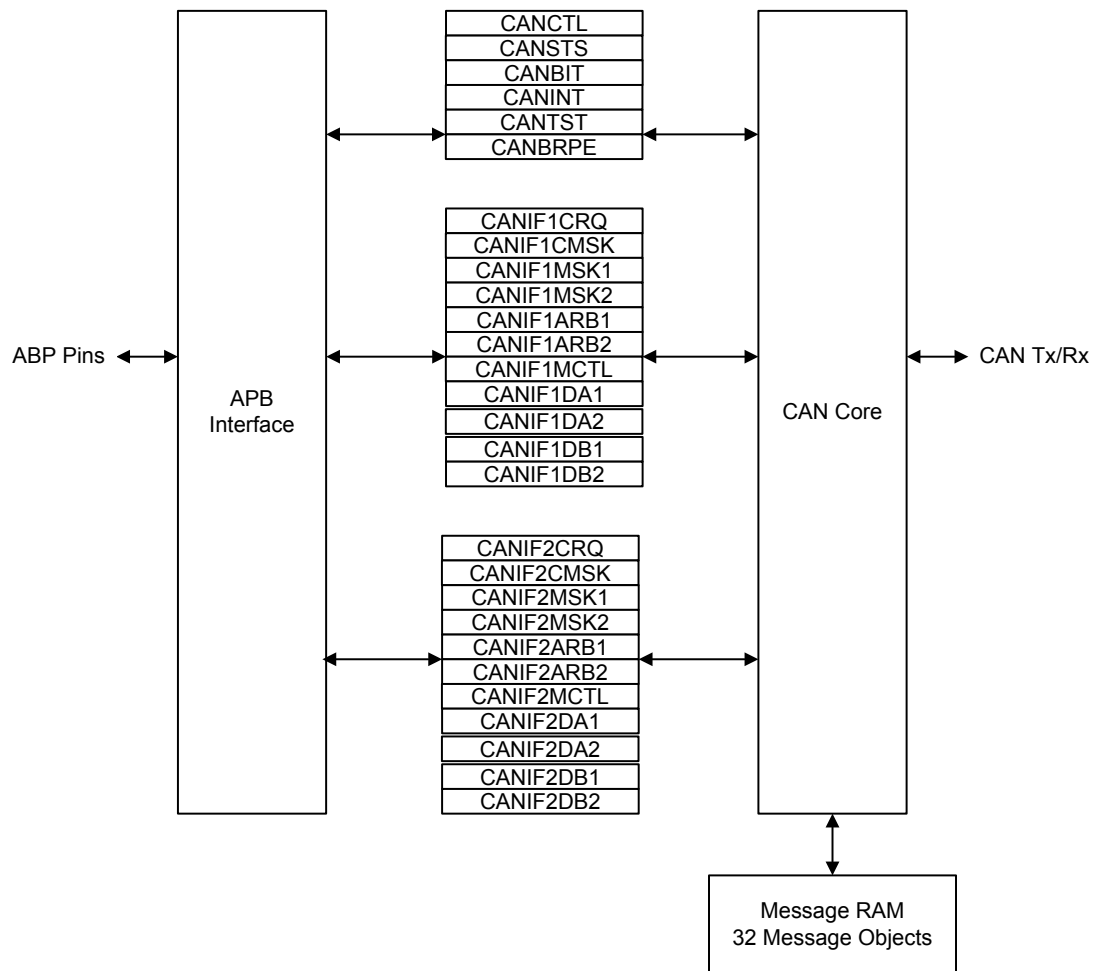 CANCTL
CANSTS
CANBIT
CANINT
CANTST
CANBRPE
CANIF1CRQ
CANIF1CMSK
CANIF1MSK1
CANIF1MSK2
CANIF1ARB1
CANIF1ARB2
CANIF1MCTL
CANIF1DA1
CANIF1DA2
CANIF1DB1
CANIF1DB2
ABP Pins
APB
Interface
CAN Core
CAN Tx/Rx
CANIF2CRQ
CANIF2CMSK
CANIF2MSK1
CANIF2MSK2
CANIF2ARB1
CANIF2ARB2
CANIF2MCTL
CANIF2DA1
CANIF2DA2
CANIF2DB1
CANIF2DB2
Message RAM
32 Message Objects